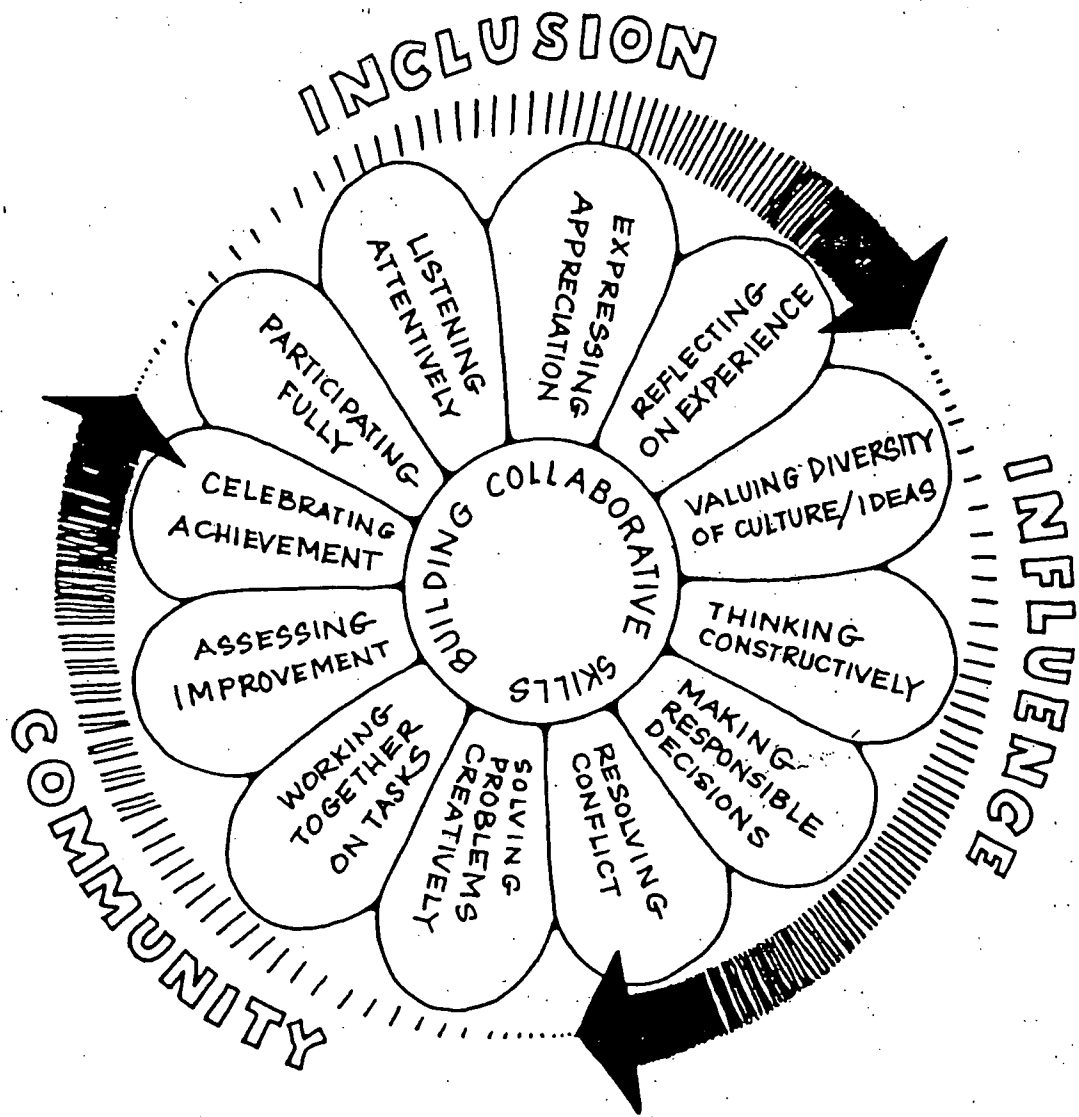 INCLUSION
INFLUENCE
COMMUNITY
BUILDING COLLABORATIVE SKILLS
PARTICIPATING
FULLY
LISTENING
ATTENTIVELY
EXPRESSING
APPRECIATION
REFLECTING
ON EXPERIENCE
VALUING DIVERSITY
OF CULTURE/IDEAS
THINKING
CONSTRUCTIVELY
MAKING
RESPONSIBLE
DECISIONS
RESOLVING
CONFLICT
SOLVING
PROBLEMS
CREATIVELY
WORKING
TOGETHER
ON TASKS
ASSESSING
IMPROVEMENT
CELEBRATING
ACHIEVEMENT